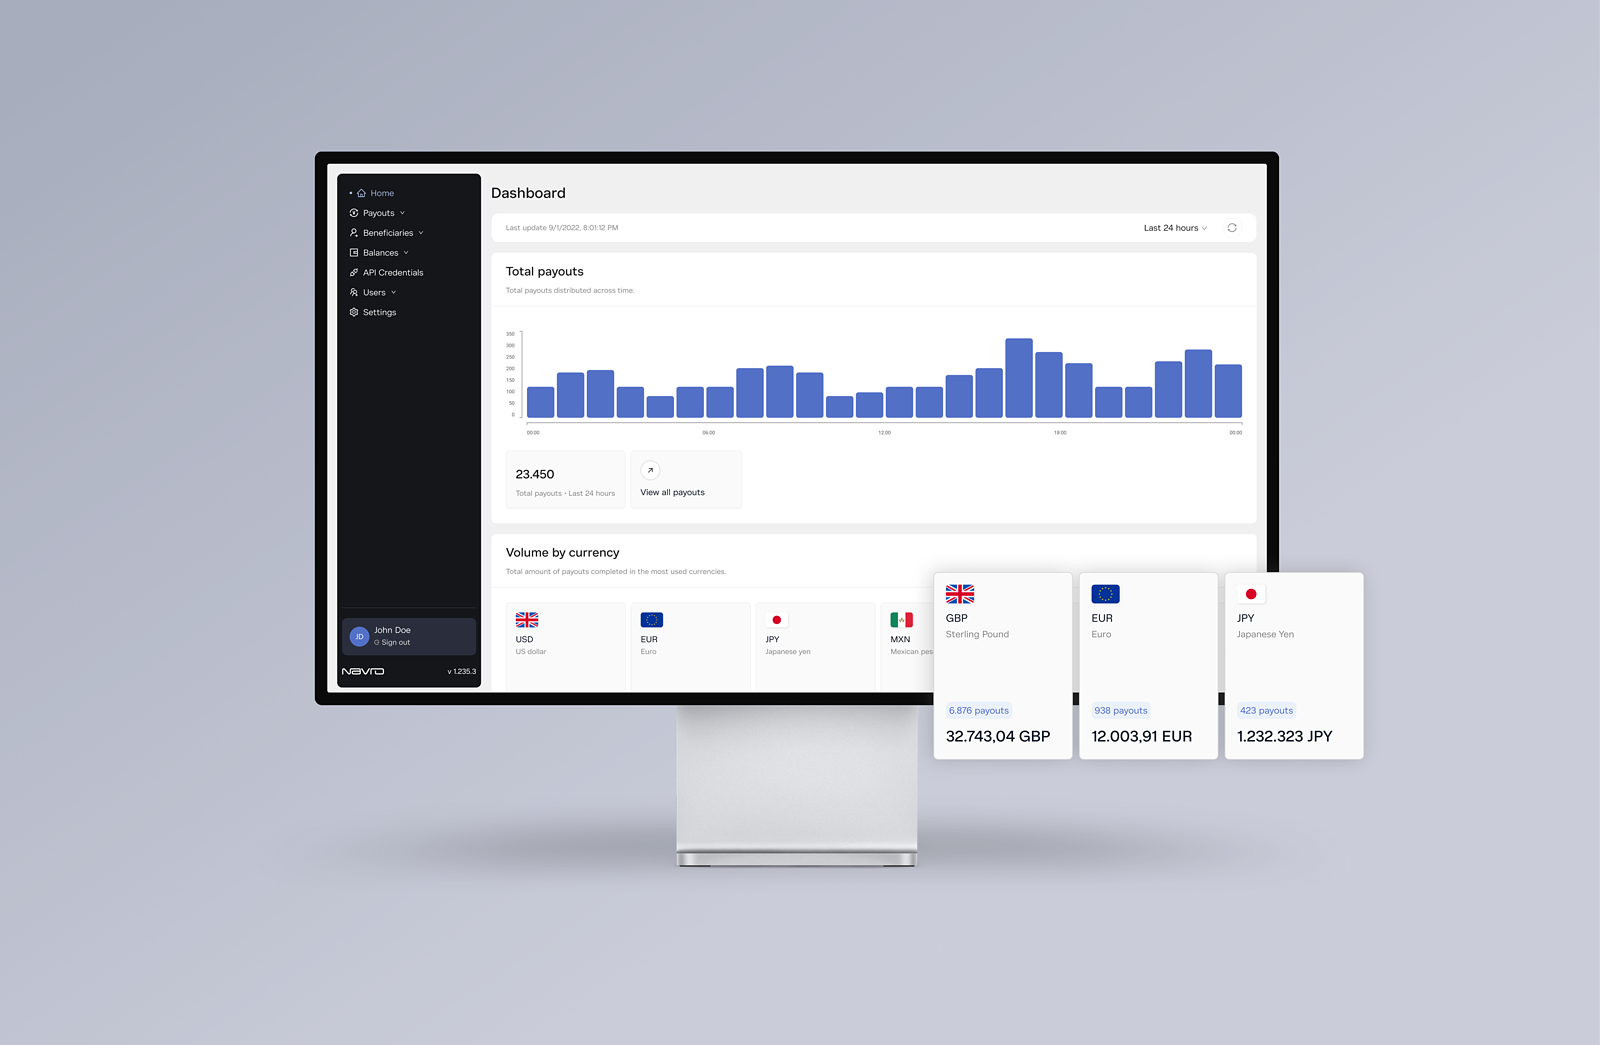 Home
Payouts
Beneficiaries
Balances
API Credentials
Users
Settings
JD
John Doe
Sign out
Navro
v 1.235.3
Dashboard
Last update 9/1/2022, 8:01:12 PM
Last 24 hours
Total payouts
Total payouts distributed across time.
350
300
250
200
150
100
50
0
00:00 06:00 12:00 18:00 00:00
23.450
Total payouts • Last 24 hours
View all payouts
Volume by currency
Total amount of payouts completed in the most used currencies.
USD
US dollar
EUR
Euro
JPY
Japanese yen
MXN
Mexican pes
GBP
Sterling Pound
6.876 payouts
32.743,04 GBP
EUR
Euro
938 payouts
12.003,91 EUR
JPY
Japanese Yen
423 payouts
1.232.323 JPY